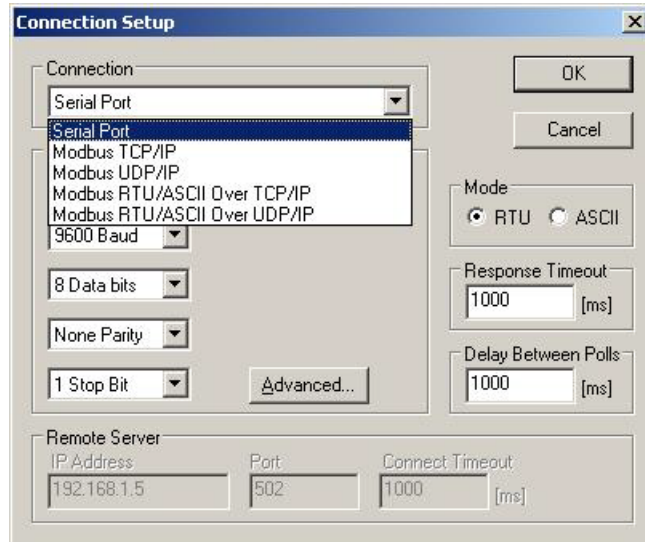 Connection Setup
Connection
OK
Serial Port
Cancel
Serial Port
Modbus TCP/IP
Modbus UDP/IP
Modbus RTU/ASCII Over TCP/IP
Modbus RTU/ASCII Over UDP/IP
Mode
RTU ASCII
9600 Baud
8 Data bits
Response Timeout
1000 [ms]
None Parity
Delay Between Polls
1 Stop Bit Advanced... 1000 [ms]
Remote Server
IP Address Port Connect Timeout
192.168.1.5 502 1000 [ms]